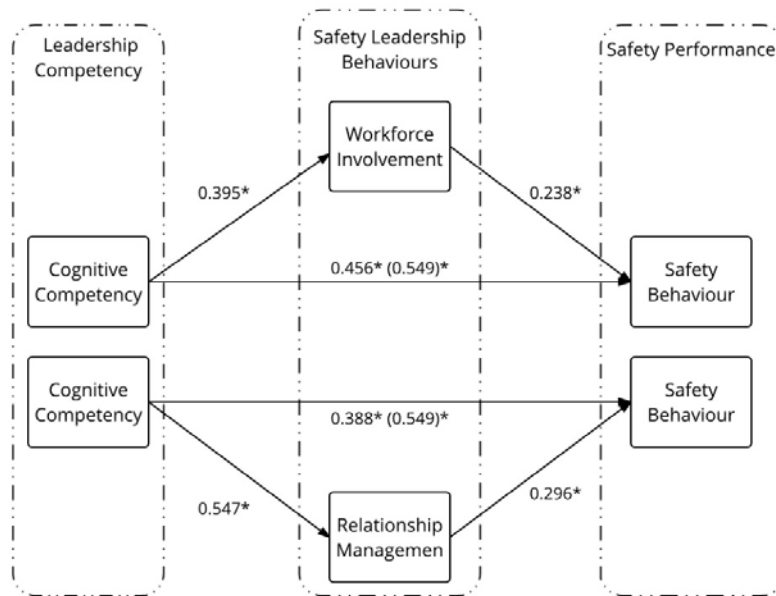 Leadership
Competency
Safety Leadership
Behaviours
Safety Performance
Workforce
Involvement
0.395*
0.238*
Cognitive
Competency
0.456* (0.549)*
Safety
Behaviour
Cognitive
Competency
0.388* (0.549)*
Safety
Behaviour
0.547*
0.296*
Relationship
Managemen